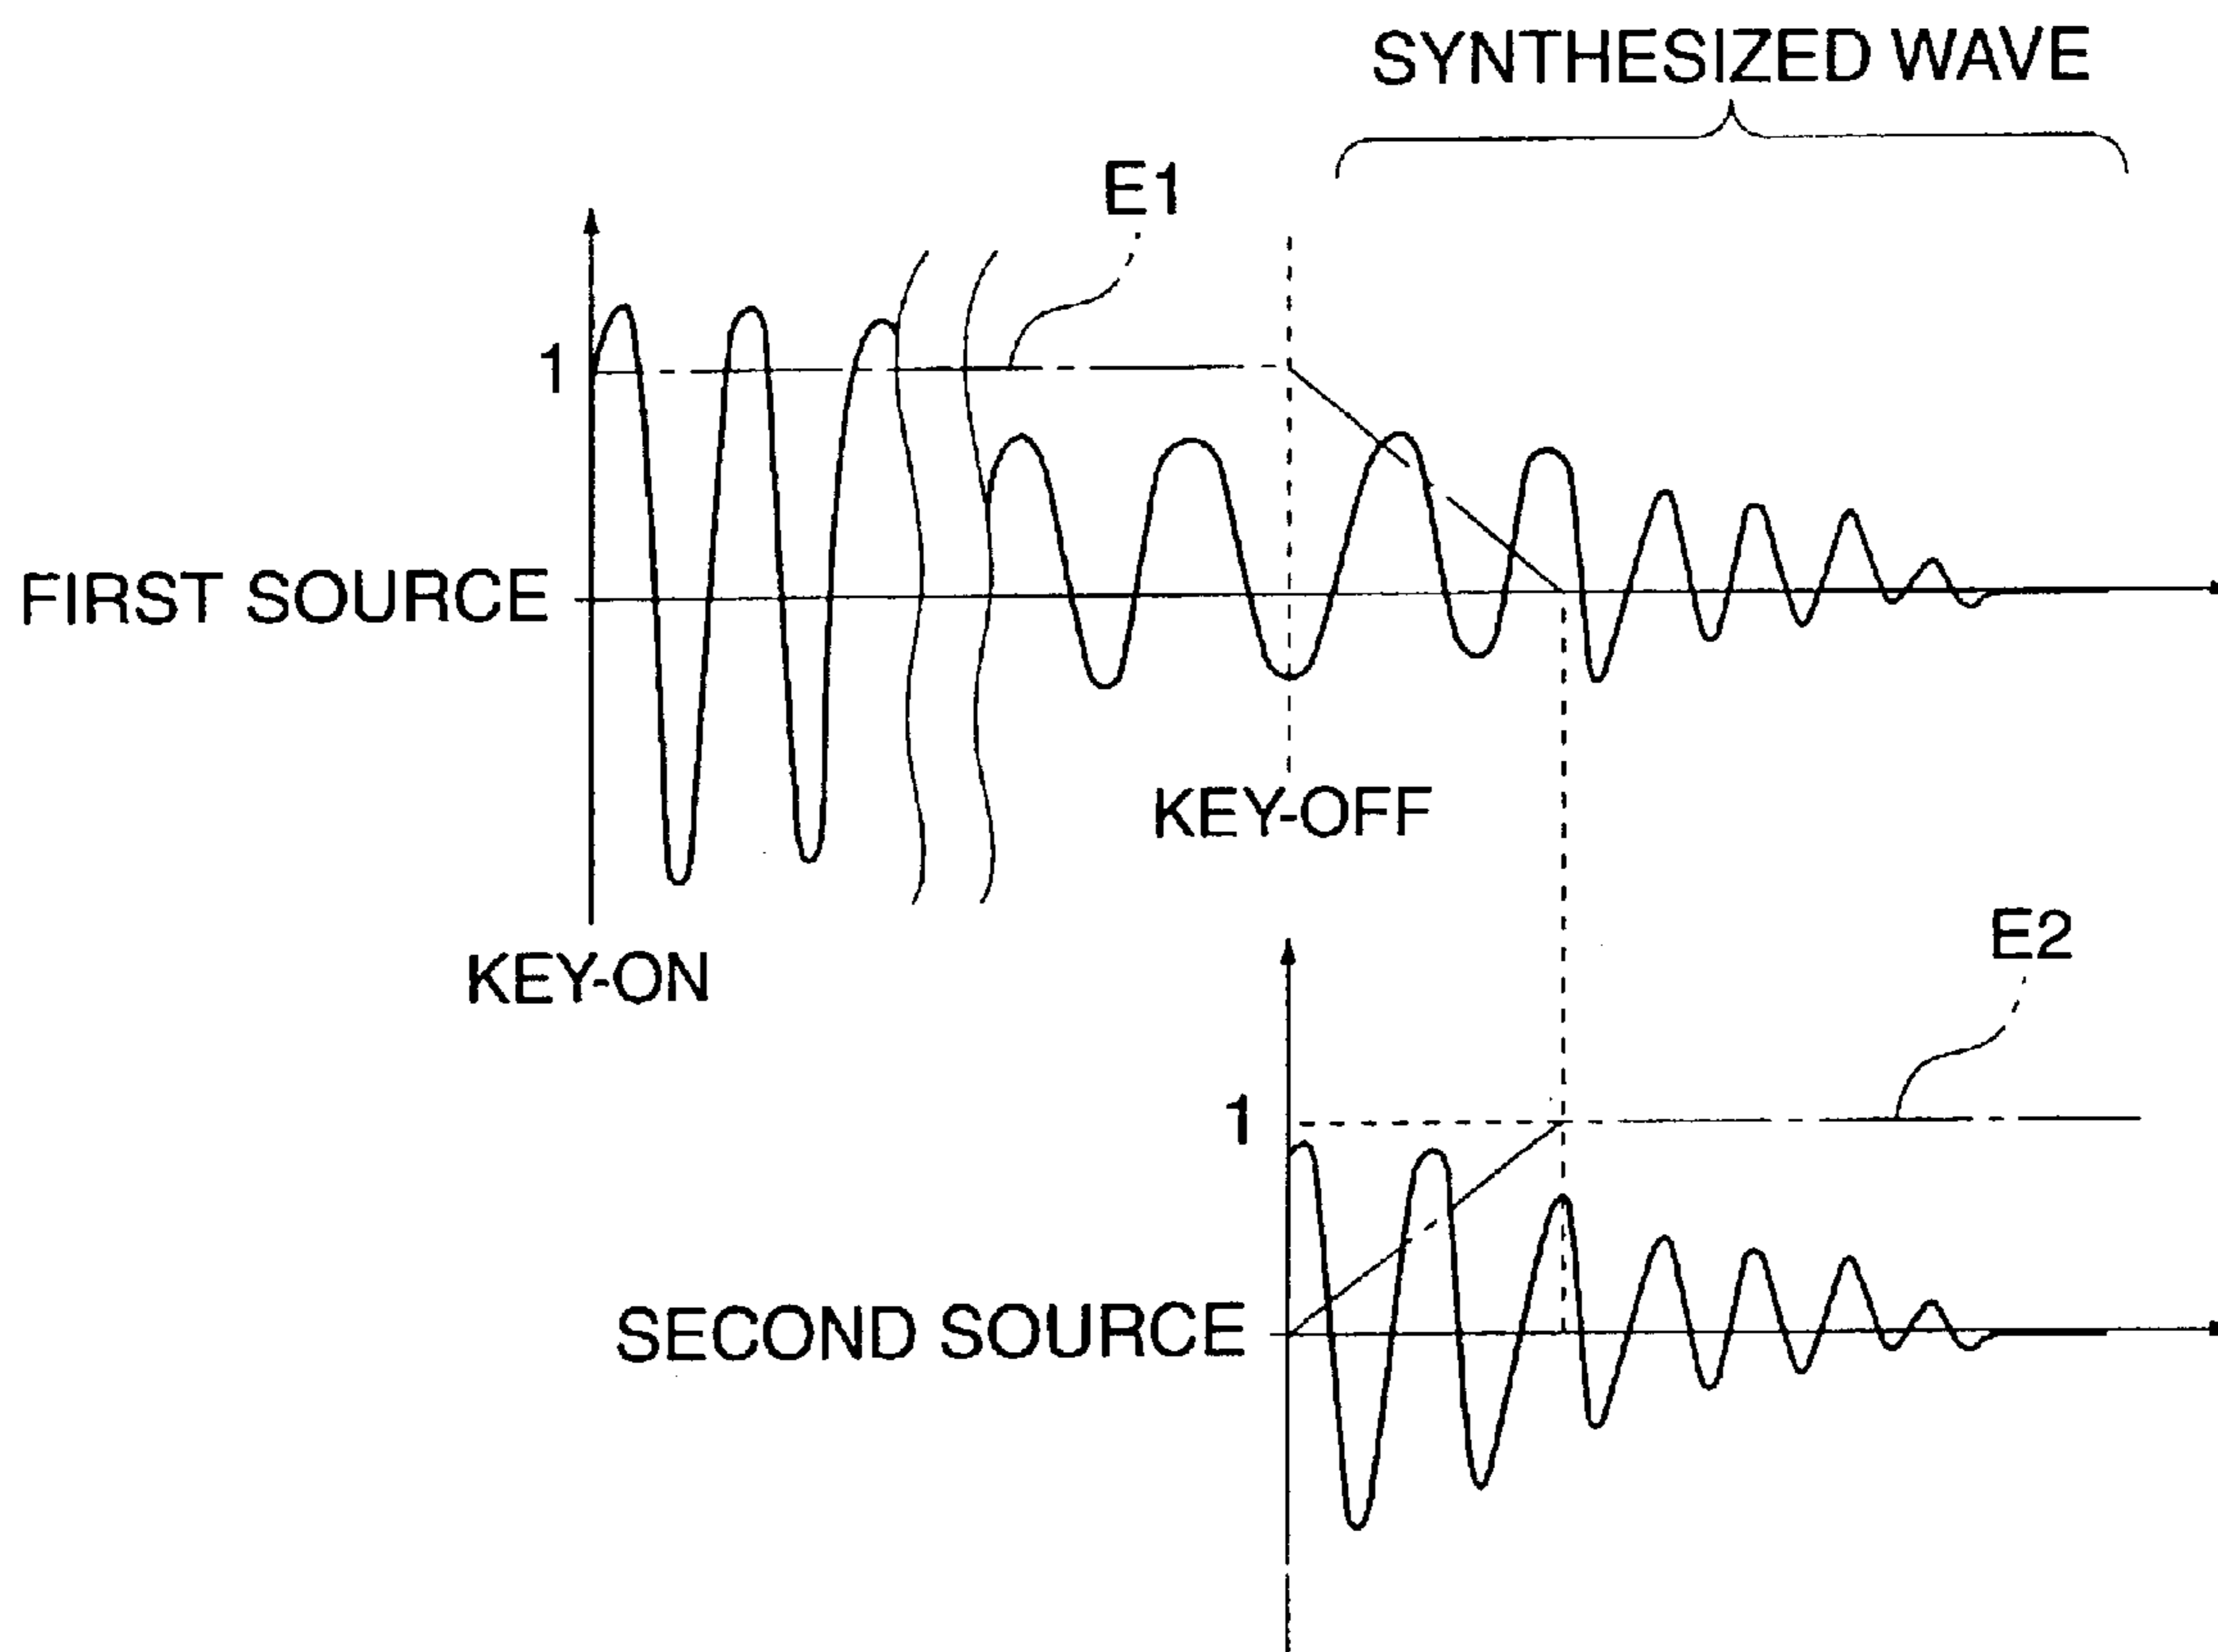 SYNTHESIZED WAVE
E1
1
FIRST SOURCE
KEY-OFF
KEY-ON
E2
1
SECOND SOURCE